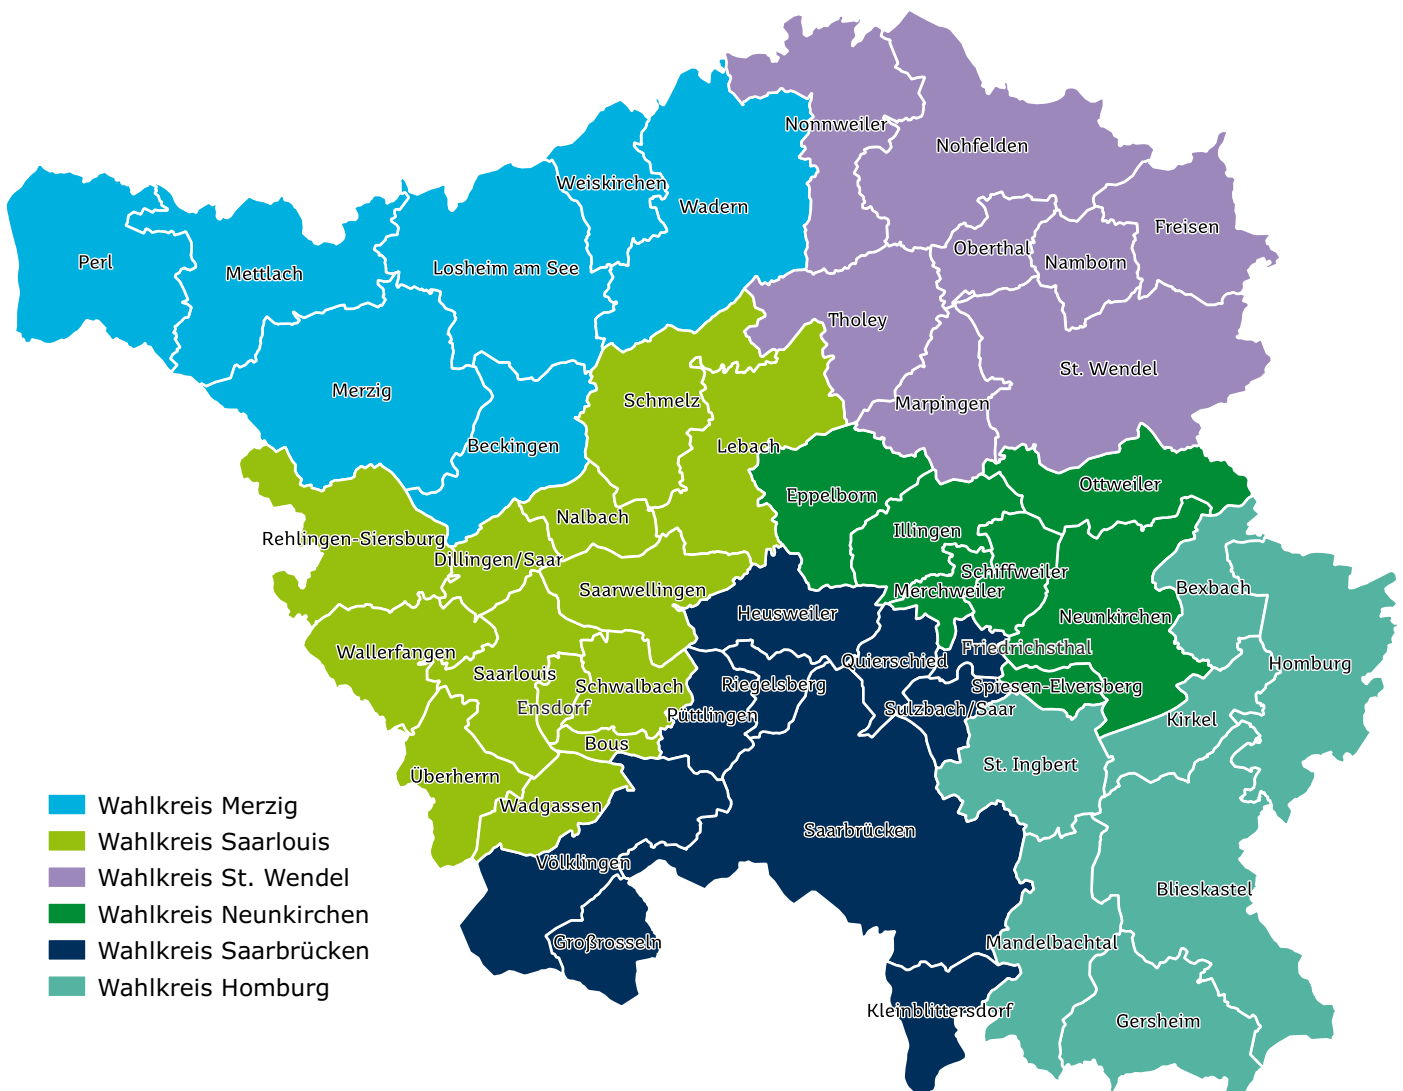 Nonnweiler
Nohfelden
Weiskirchen
Wadern
Freisen
Perl
Mettlach
Losheim am See
Oberthal
Namborn
Tholey
St. Wendel
Merzig
Schmelz
Marpingen
Beckingen
Lebach
Eppelborn
Ottweiler
Nalbach
Illingen
Rehlingen-Siersburg
Dillingen/Saar
Schiffweiler
Saarwellingen
Merchweiler
Bexbach
Heusweiler
Neunkirchen
Wallerfangen
Quierschied
Friedrichsthal
Homburg
Saarlouis
Schwalbach
Riegelsberg
Spiesen-Elversberg
Ensdorf
Püttlingen
Sulzbach/Saar
Kirkel
Bous
St. Ingbert
Überherrn
Wadgassen
Saarbrücken
Völklingen
Blieskastel
Großrosseln
Mandelbachtal
Kleinblittersdorf
Gersheim
Wahlkreis Merzig
Wahlkreis Saarlouis
Wahlkreis St. Wendel
Wahlkreis Neunkirchen
Wahlkreis Saarbrücken
Wahlkreis Homburg